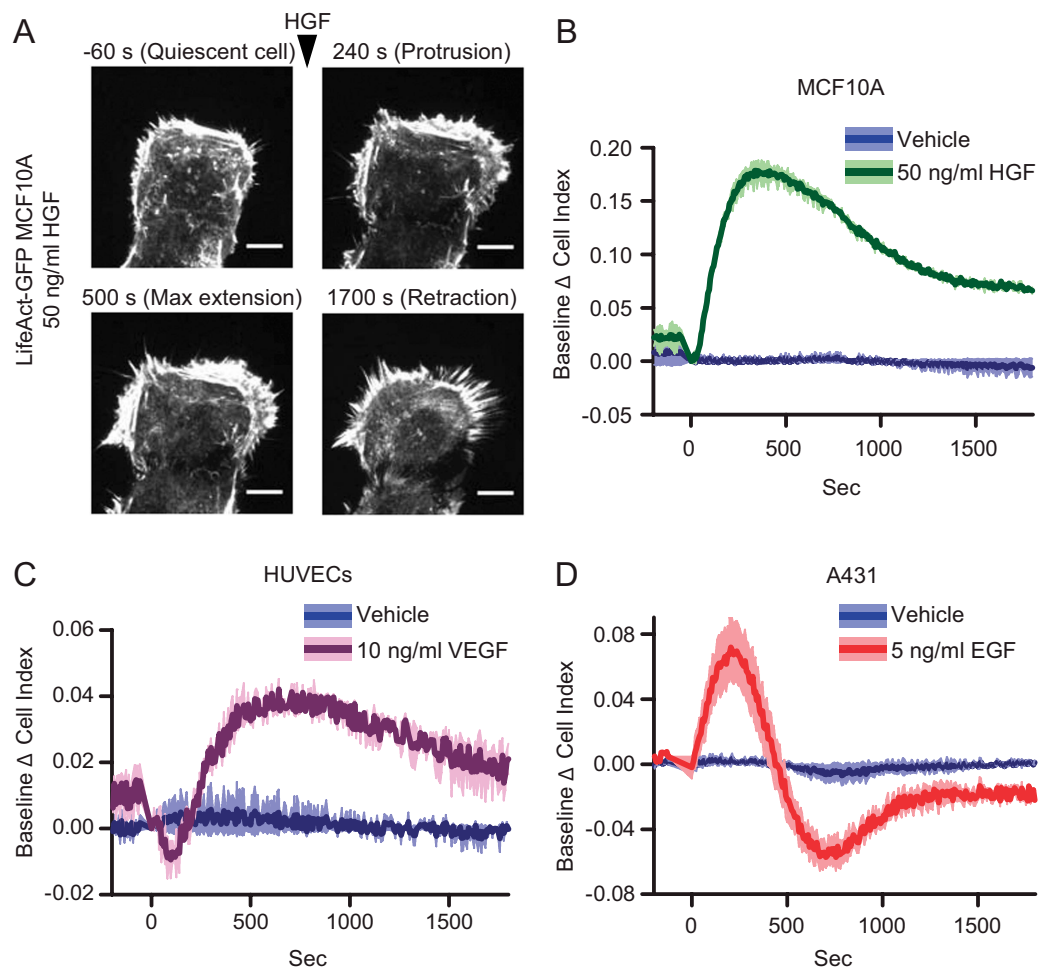 A
HGF
-60 s (Quiescent cell)
240 s (Protrusion)
LifeAct-GFP MCF10A
50 ng/ml HGF
500 s (Max extension)
1700 s (Retraction)
B
MCF10A
Vehicle
50 ng/ml HGF
Baseline Δ Cell Index
0.20
0.15
0.10
0.05
0.00
-0.05
0
500
1000
1500
Sec
C
HUVECs
Vehicle
10 ng/ml VEGF
Baseline Δ Cell Index
0.06
0.04
0.02
0.00
-0.02
0
500
1000
1500
Sec
D
A431
Vehicle
5 ng/ml EGF
Baseline Δ Cell Index
0.08
0.04
0.00
-0.04
-0.08
0
500
1000
1500
Sec